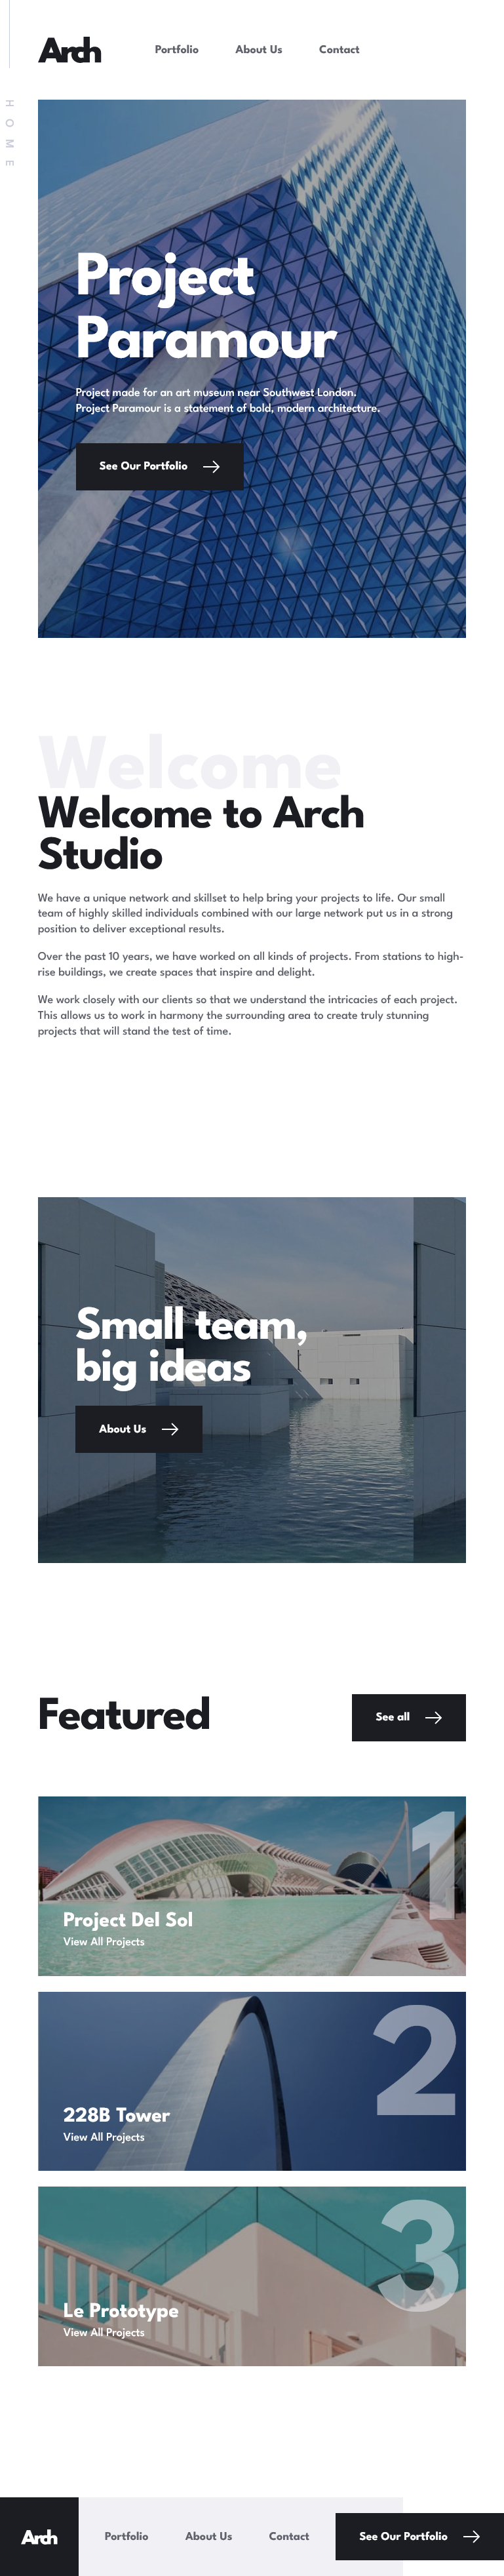 Arch
Portfolio
About Us
Contact
HOME
Project
Paramour
Project made for an art museum near Southwest London.
Project Paramour is a statement of bold, modern architecture.
See Our Portfolio
Welcome
Welcome to Arch
Studio
We have a unique network and skillset to help bring your projects to life. Our small
team of highly skilled individuals combined with our large network put us in a strong
position to deliver exceptional results.
Over the past 10 years, we have worked on all kinds of projects. From stations to high-
rise buildings, we create spaces that inspire and delight.
We work closely with our clients so that we understand the intricacies of each project.
This allows us to work in harmony the surrounding area to create truly stunning
projects that will stand the test of time.
Small team,
big ideas
About Us
Featured
See all
1
Project Del Sol
View All Projects
2
228B Tower
View All Projects
3
Le Prototype
View All Projects
Arch
Portfolio
About Us
Contact
See Our Portfolio